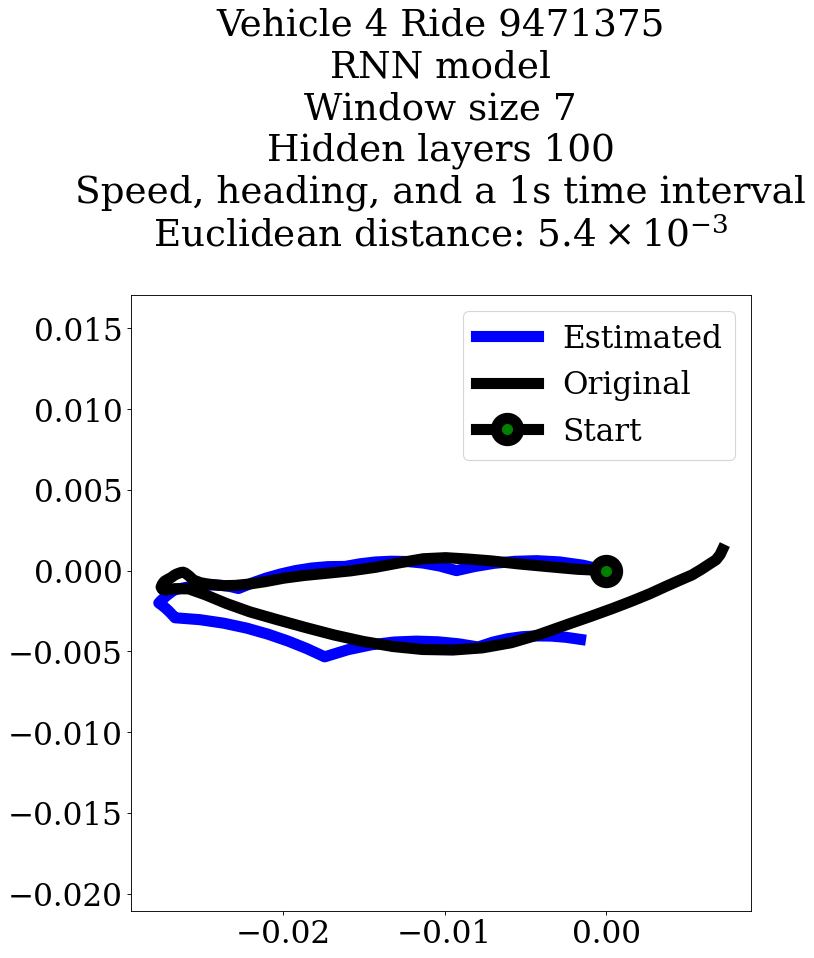 Vehicle 4 Ride 9471375
RNN model
Window size 7
Hidden layers 100
Speed, heading, and a 1s time interval
Euclidean distance: 5.4 × 10⁻³
Estimated
Original
Start
0.015
0.010
0.005
0.000
−0.005
−0.010
−0.015
−0.020
−0.02 −0.01 0.00